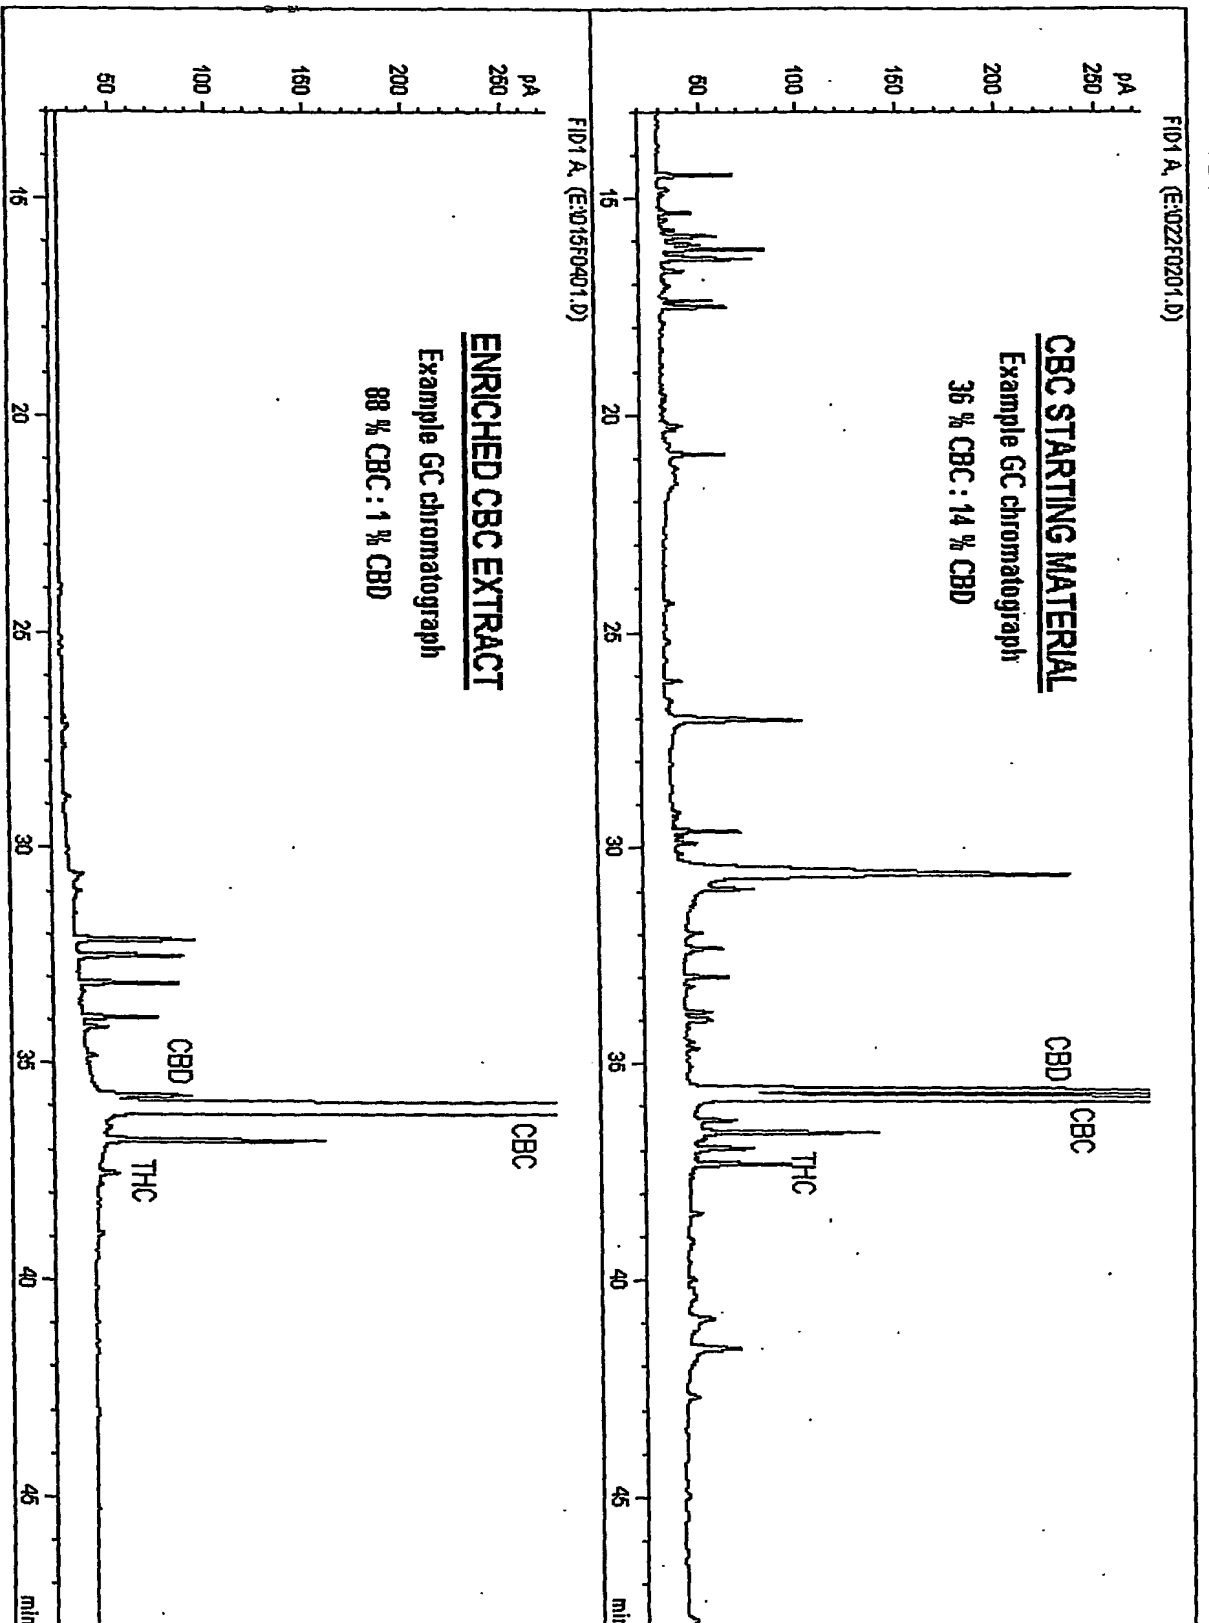 FID1 A, (E:\022F0201.D)
pA
250
200
150
100
50
CBC STARTING MATERIAL
Example GC chromatograph
36 % CBC : 14 % CBD
CBD
CBC
THC
15
20
25
30
35
40
45
min
FID1 A, (E:\015F0401.D)
pA
250
200
150
100
50
ENRICHED CBC EXTRACT
Example GC chromatograph
88 % CBC : 1 % CBD
CBD
CBC
THC
15
20
25
30
35
40
45
min